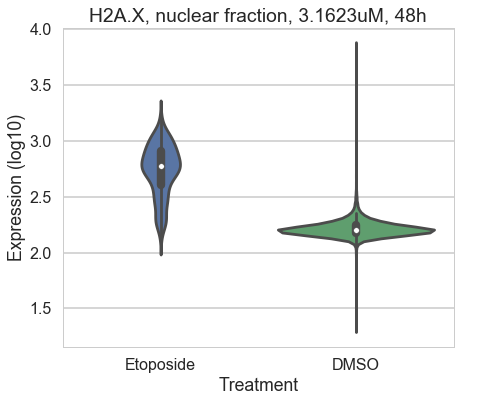 H2A.X, nuclear fraction, 3.1623uM, 48h
4.0
3.5
3.0
2.5
2.0
1.5
Expression (log10)
Etoposide DMSO
Treatment